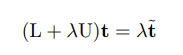 (L + λU)t = λt̃